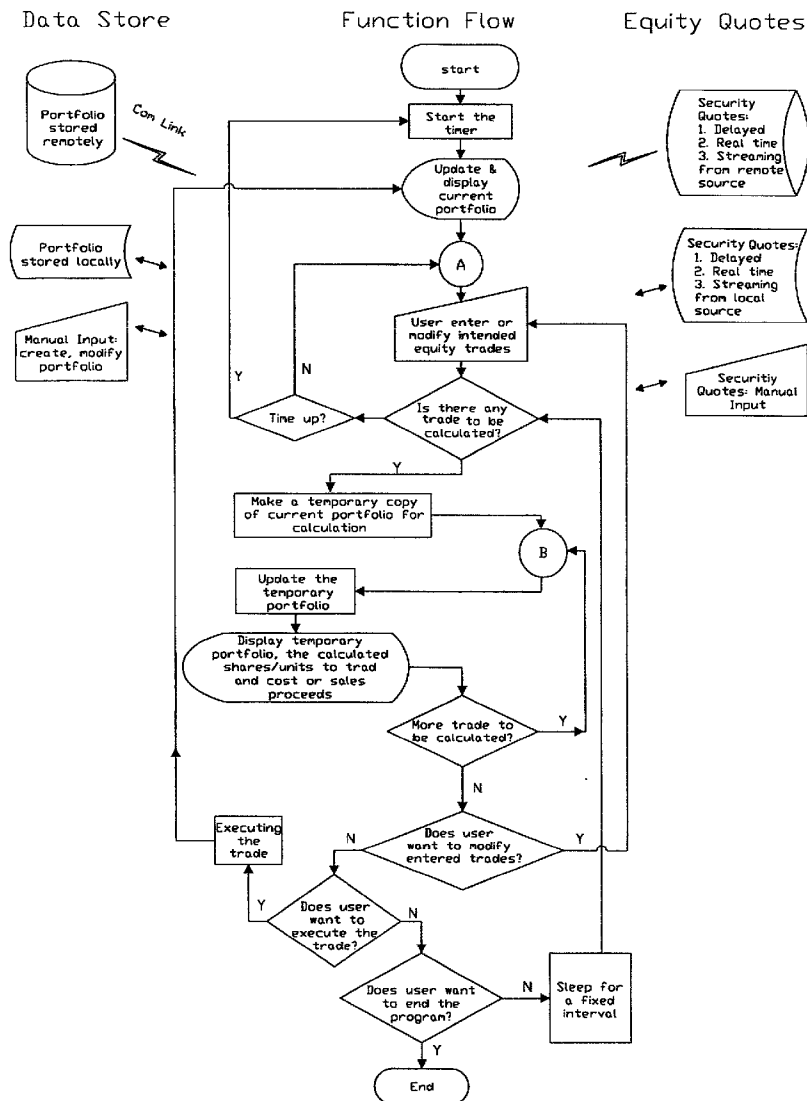 Data Store
Function Flow
Equity Quotes
start
Portfolio
stored
remotely
Com Link
Start the
timer
Security
Quotes:
1. Delayed
2. Real time
3. Streaming
from remote
source
Update &
display
current
portfolio
Portfolio
stored locally
A
Security Quotes:
1. Delayed
2. Real time
3. Streaming
from local
source
Manual Input:
create, modify
portfolio
User enter or
modify intended
equity trades
Securitiy
Quotes: Manual
Input
Y
N
Time up?
Is there any
trade to be
calculated?
Y
Make a temporary copy
of current portfolio for
calculation
B
Update the
temporary
portfolio
Display temporary
portfolio, the calculated
shares/units to trad
and cost or sales
proceeds
More trade to
be calculated?
Y
N
Executing
the
trade
N
Does user
want to modify
entered trades?
Y
Y
Does user
want to
execute the
trade?
N
Does user want
to end the
program?
N
Sleep for
a fixed
interval
Y
End